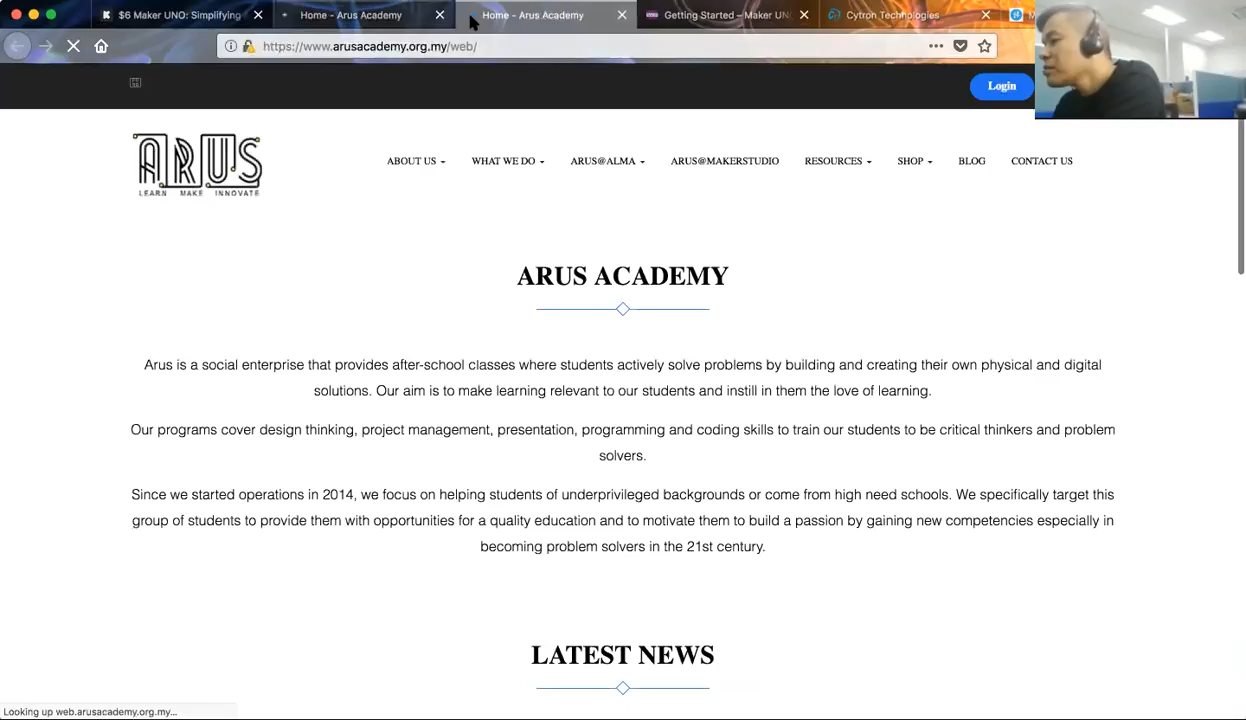 $6 Maker UNO: Simplifying
Home - Arus Academy
Home - Arus Academy
Getting Started – Maker UN
Cytron Technologies
https://www.arusacademy.org.my/web/
Login
ARUS
LEARN MAKE INNOVATE
ABOUT US
WHAT WE DO
ARUS@ALMA
ARUS@MAKERSTUDIO
RESOURCES
SHOP
BLOG
CONTACT US
ARUS ACADEMY
Arus is a social enterprise that provides after-school classes where students actively solve problems by building and creating their own physical and digital
solutions. Our aim is to make learning relevant to our students and instill in them the love of learning.
Our programs cover design thinking, project management, presentation, programming and coding skills to train our students to be critical thinkers and problem
solvers.
Since we started operations in 2014, we focus on helping students of underprivileged backgrounds or come from high need schools. We specifically target this
group of students to provide them with opportunities for a quality education and to motivate them to build a passion by gaining new competencies especially in
becoming problem solvers in the 21st century.
LATEST NEWS
Looking up web.arusacademy.org.my...